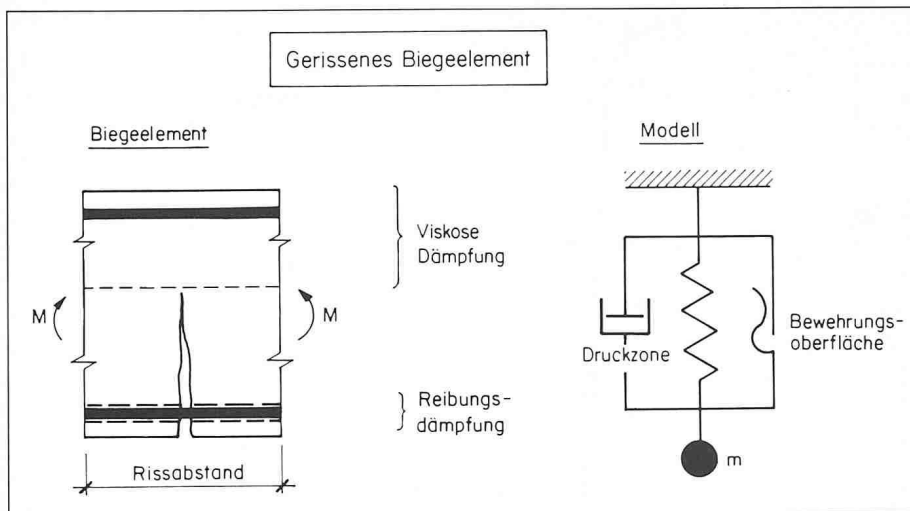 Gerissenes Biegeelement
Biegeelement
Viskose
Dämpfung
M
M
Reibungs-
dämpfung
Rissabstand
Modell
Druckzone
Bewehrungs-
oberfläche
m